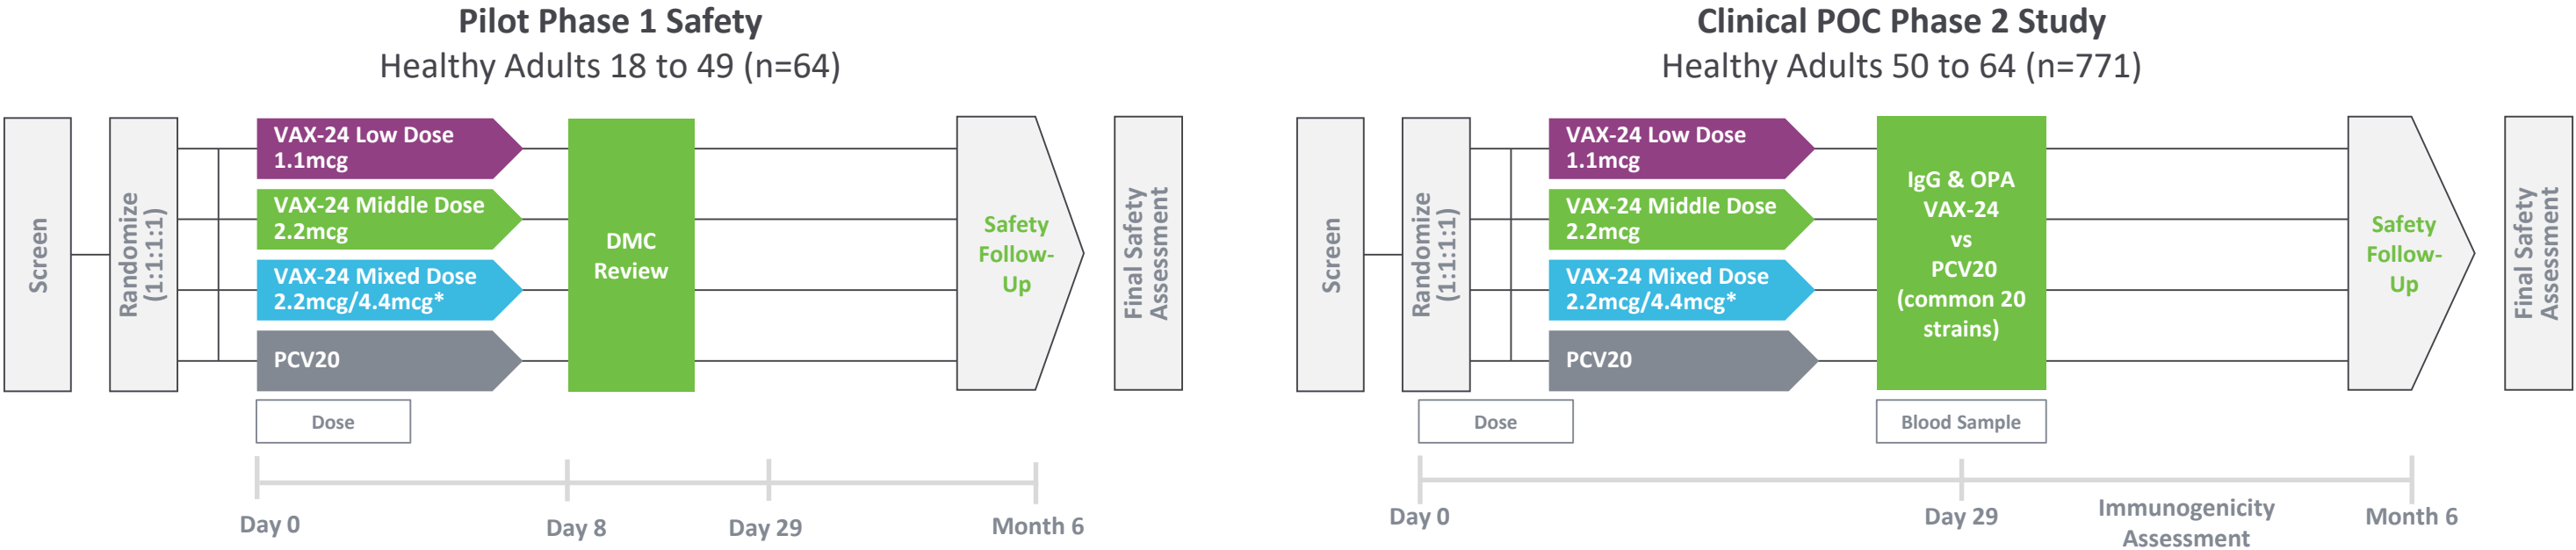 Pilot Phase 1 Safety
Healthy Adults 18 to 49 (n=64)
Screen
Randomize
(1:1:1:1)
VAX-24 Low Dose
1.1mcg
VAX-24 Middle Dose
2.2mcg
VAX-24 Mixed Dose
2.2mcg/4.4mcg*
PCV20
DMC
Review
Safety
Follow-
Up
Final Safety
Assessment
Dose
Day 0
Day 8
Day 29
Month 6
Clinical POC Phase 2 Study
Healthy Adults 50 to 64 (n=771)
Screen
Randomize
(1:1:1:1)
VAX-24 Low Dose
1.1mcg
VAX-24 Middle Dose
2.2mcg
VAX-24 Mixed Dose
2.2mcg/4.4mcg*
PCV20
IgG & OPA
VAX-24
vs
PCV20
(common 20
strains)
Safety
Follow-
Up
Final Safety
Assessment
Dose
Blood Sample
Day 0
Day 29
Immunogenicity
Assessment
Month 6